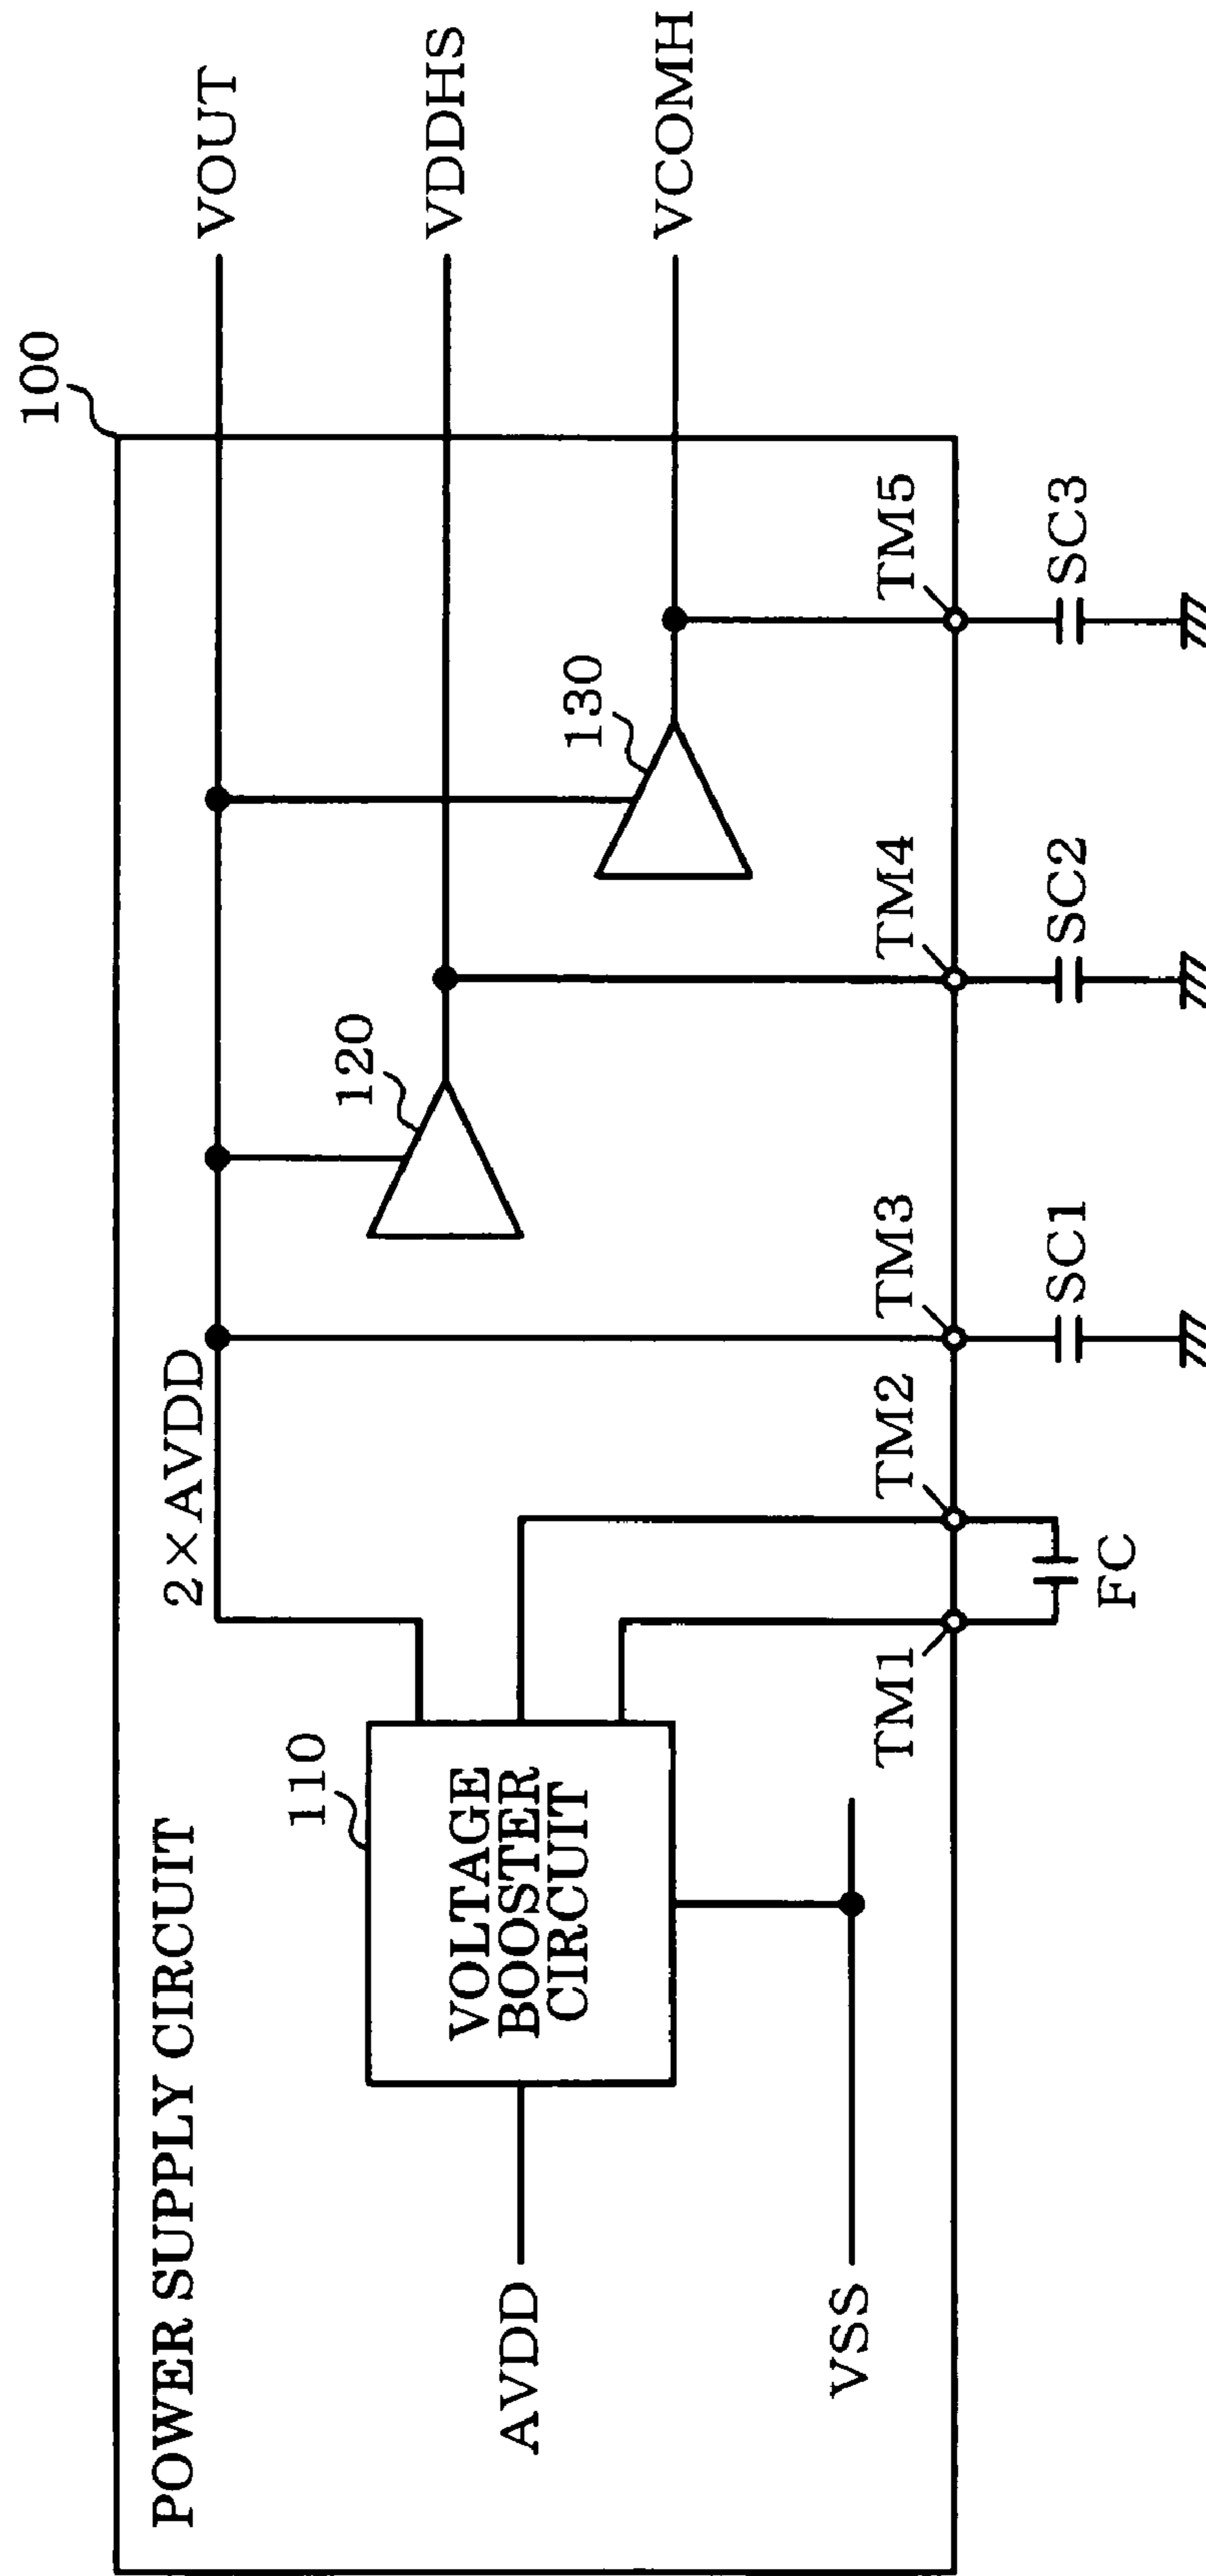 100
POWER SUPPLY CIRCUIT
2×AVDD
VOUT
110
120
VDDHS
VOLTAGE
BOOSTER
CIRCUIT
AVDD
130
VCOMH
VSS
TM1
TM2
TM3
TM4
TM5
FC
SC1
SC2
SC3